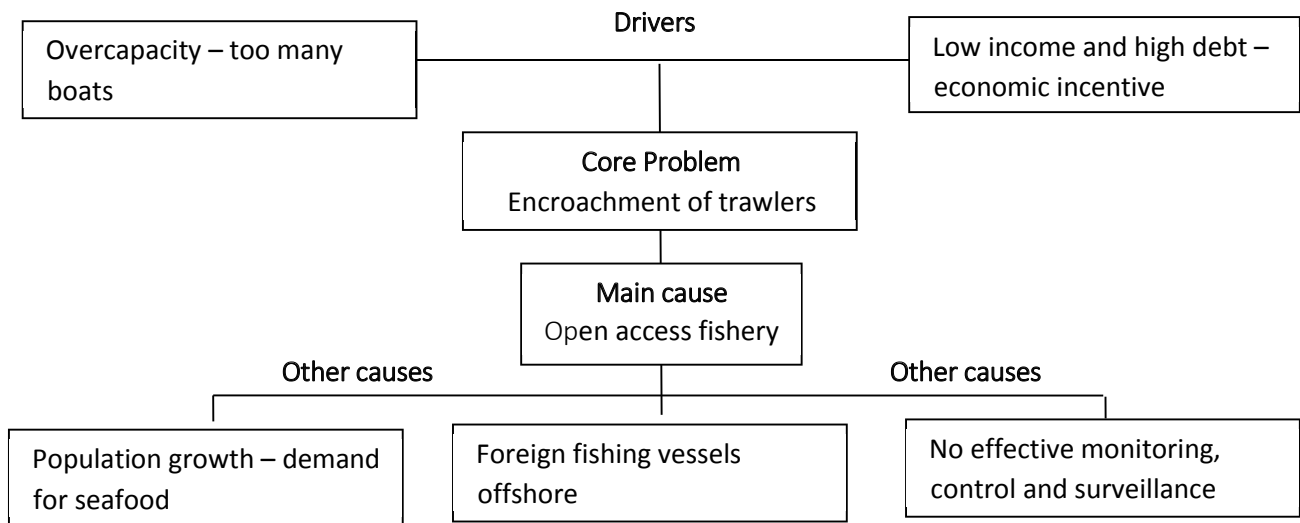 Drivers
Overcapacity – too many
boats
Low income and high debt –
economic incentive
Core Problem
Encroachment of trawlers
Main cause
Open access fishery
Other causes
Other causes
Population growth – demand
for seafood
Foreign fishing vessels
offshore
No effective monitoring,
control and surveillance